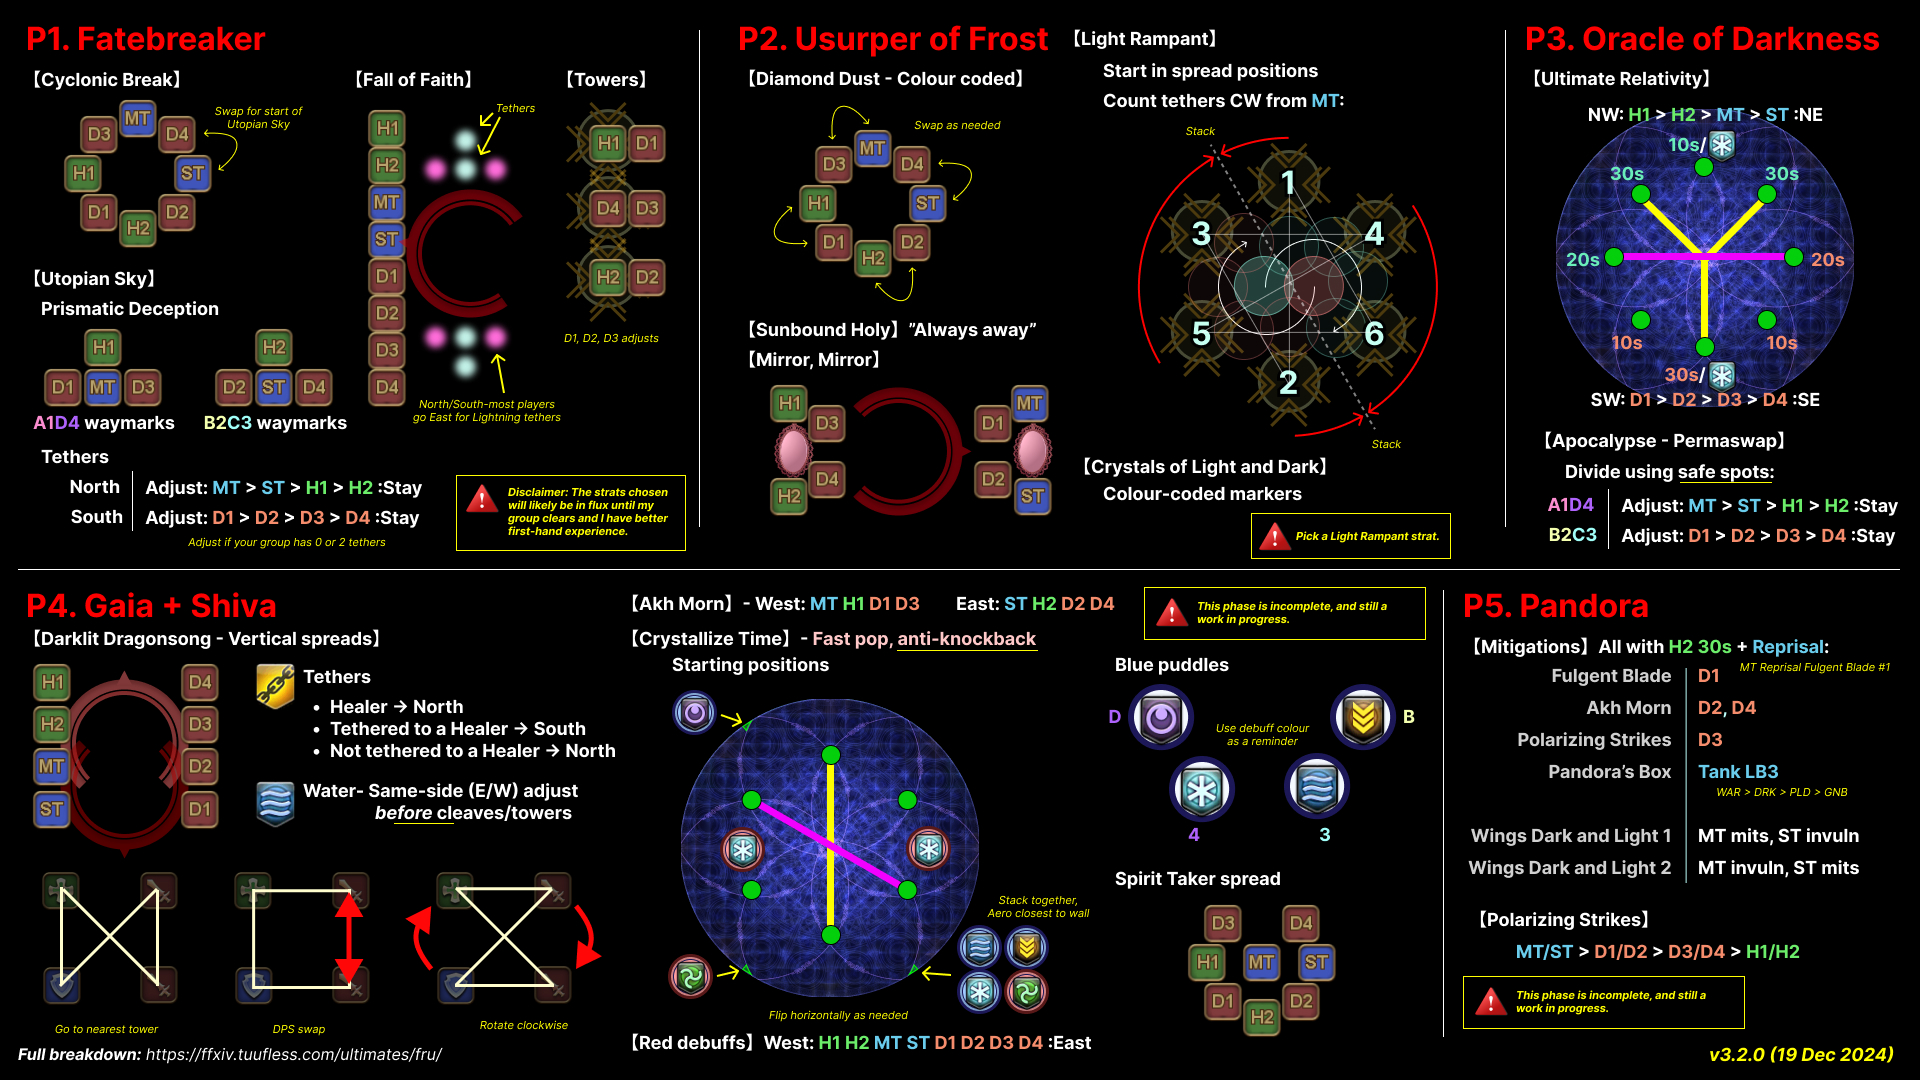 P1. Fatebreaker
【Cyclonic Break】
MT
D3
D4
H1
ST
D1
D2
H2
Swap for start of
Utopian Sky
【Utopian Sky】
Prismatic Deception
H1
D1 MT D3
A1D4 waymarks
H2
D2 ST D4
B2C3 waymarks
Tethers
North Adjust: MT > ST > H1 > H2 :Stay
South Adjust: D1 > D2 > D3 > D4 :Stay
Adjust if your group has 0 or 2 tethers
【Fall of Faith】
H1
H2
MT
ST
D1
D2
D3
D4
Tethers
North/South-most players
go East for Lightning tethers
【Towers】
H1 D1
D4 D3
H2 D2
D1, D2, D3 adjusts
Disclaimer: The strats chosen
will likely be in flux until my
group clears and I have better
first-hand experience.
P2. Usurper of Frost
【Diamond Dust - Colour coded】
MT
D3
D4
H1
ST
D1
D2
H2
Swap as needed
【Sunbound Holy】”Always away”
【Mirror, Mirror】
H1
D3
D4
H2
MT
D1
D2
ST
【Light Rampant】
Start in spread positions
Count tethers CW from MT:
Stack
1
3
4
5
6
2
Stack
【Crystals of Light and Dark】
Colour-coded markers
Pick a Light Rampant strat.
P3. Oracle of Darkness
【Ultimate Relativity】
NW: H1 > H2 > MT > ST :NE
10s/
30s
30s
20s
20s
10s
10s
30s/
SW: D1 > D2 > D3 > D4 :SE
【Apocalypse - Permaswap】
Divide using safe spots:
A1D4 Adjust: MT > ST > H1 > H2 :Stay
B2C3 Adjust: D1 > D2 > D3 > D4 :Stay
P4. Gaia + Shiva
【Darklit Dragonsong - Vertical spreads】
H1
H2
MT
ST
D4
D3
D2
D1
Tethers
• Healer → North
• Tethered to a Healer → South
• Not tethered to a Healer → North
Water- Same-side (E/W) adjust
before cleaves/towers
Go to nearest tower
DPS swap
Rotate clockwise
Full breakdown: https://ffxiv.tuufless.com/ultimates/fru/
【Akh Morn】- West: MT H1 D1 D3 East: ST H2 D2 D4
【Crystallize Time】- Fast pop, anti-knockback
Starting positions
Stack together,
Aero closest to wall
Flip horizontally as needed
【Red debuffs】West: H1 H2 MT ST D1 D2 D3 D4 :East
This phase is incomplete, and still a
work in progress.
Blue puddles
D
B
Use debuff colour
as a reminder
4
3
Spirit Taker spread
D3
D4
H1
MT
ST
D1
D2
H2
P5. Pandora
【Mitigations】All with H2 30s + Reprisal:
MT Reprisal Fulgent Blade #1
Fulgent Blade D1
Akh Morn D2, D4
Polarizing Strikes D3
Pandora’s Box Tank LB3
WAR > DRK > PLD > GNB
Wings Dark and Light 1 MT mits, ST invuln
Wings Dark and Light 2 MT invuln, ST mits
【Polarizing Strikes】
MT/ST > D1/D2 > D3/D4 > H1/H2
This phase is incomplete, and still a
work in progress.
v3.2.0 (19 Dec 2024)